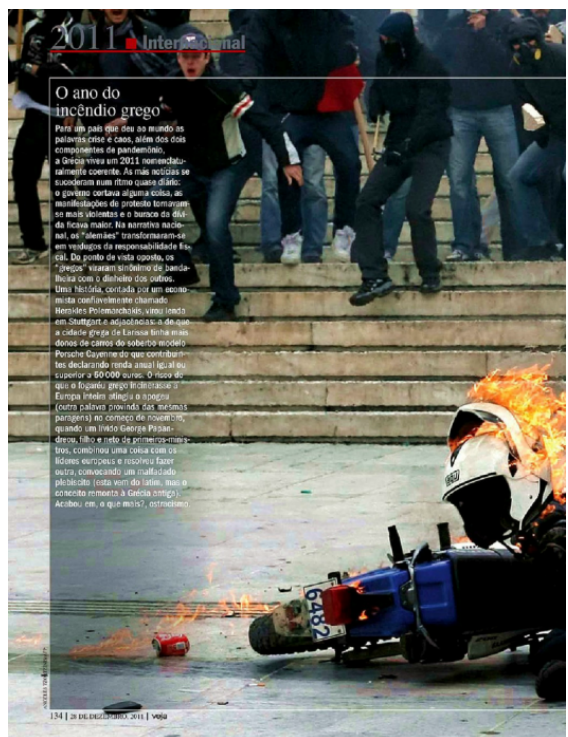 2011 ■ Internacional
O ano do
incêndio grego
Para um país que deu ao mundo as
palavras crise e caos, além dos dois
componentes de pandemônio,
a Grécia viveu um 2011 nomenclatu-
ralmente coerente. As más notícias se
sucederam num ritmo quase diário:
o governo cortava alguma coisa, as
manifestações de protesto tornavam-
se mais violentas e o buraco da dívi-
da ficava maior. Na narrativa nacio-
nal, os "alemães" transformaram-se
em verdugos da responsabilidade fis-
cal. Do ponto de vista oposto, os
"gregos" viraram sinônimo de banda-
lheira com o dinheiro dos outros.
Uma história, contada por um econo-
mista confiavelmente chamado
Herakles Polemarchakis, virou lenda
em Stuttgart e adjacências: a de que
a cidade grega de Larissa tinha mais
donos de carros do soberbo modelo
Porsche Cayenne do que contribuin-
tes declarando renda anual igual ou
superior a 50 000 euros. O risco de
que o fogaréu grego incinerasse a
Europa inteira atingiu o apogeu
(outra palavra provinda das mesmas
paragens) no começo de novembro,
quando um lívido George Papan-
dreou, filho e neto de primeiros-minis-
tros, combinou uma coisa com os
líderes europeus e resolveu fazer
outra, convocando um malfadado
plebiscito (esta vem do latim, mas o
conceito remonta à Grécia antiga).
Acabou em, o que mais?, ostracismo.
6482
134 | 28 DE DEZEMBRO, 2011 | veja